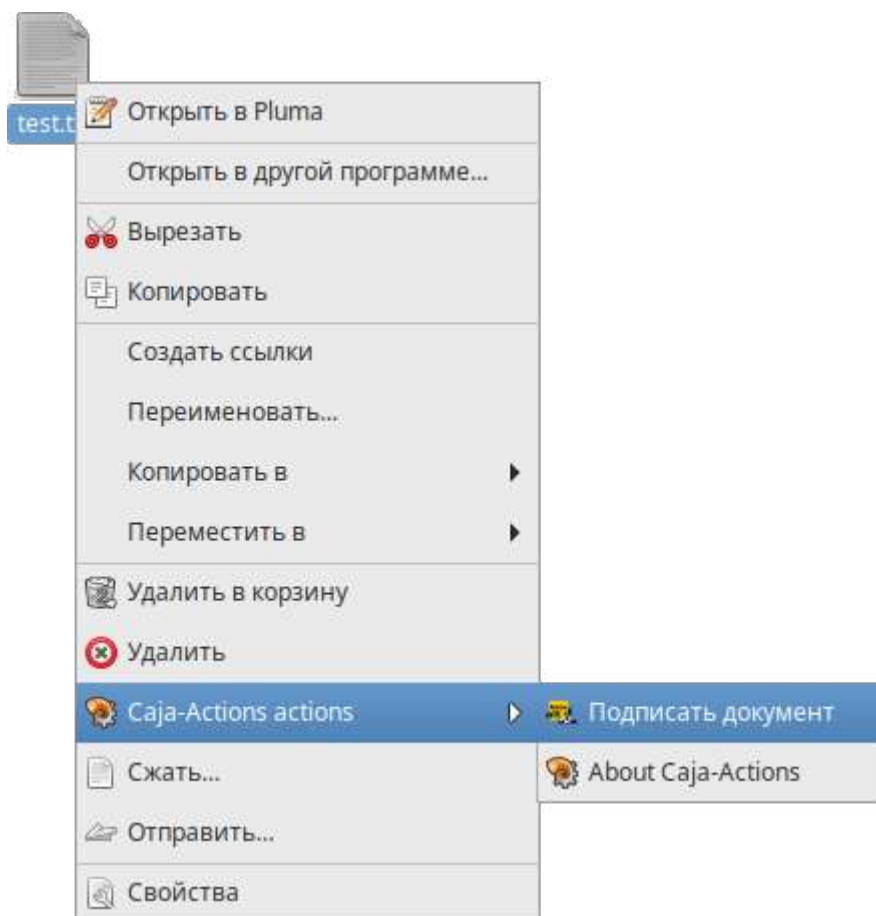 test.t
Открыть в Pluma
Открыть в другой программе...
Вырезать
Копировать
Создать ссылки
Переименовать...
Копировать в
Переместить в
Удалить в корзину
Удалить
Caja-Actions actions
Подписать документ
Сжать...
About Caja-Actions
Отправить...
Свойства